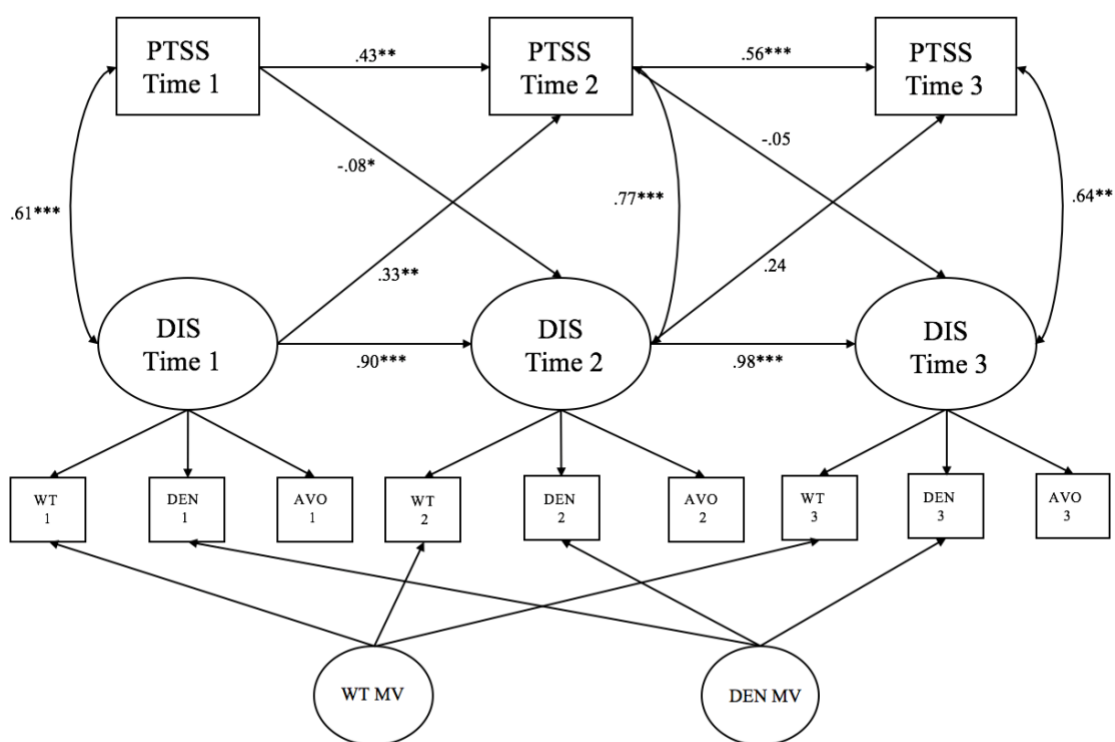 PTSS
Time 1
.43**
PTSS
Time 2
.56***
PTSS
Time 3
.61***
-.08*
.77***
-.05
.64**
.33**
.24
DIS
Time 1
.90***
DIS
Time 2
.98***
DIS
Time 3
WT
1
DEN
1
AVO
1
WT
2
DEN
2
AVO
2
WT
3
DEN
3
AVO
3
WT MV
DEN MV